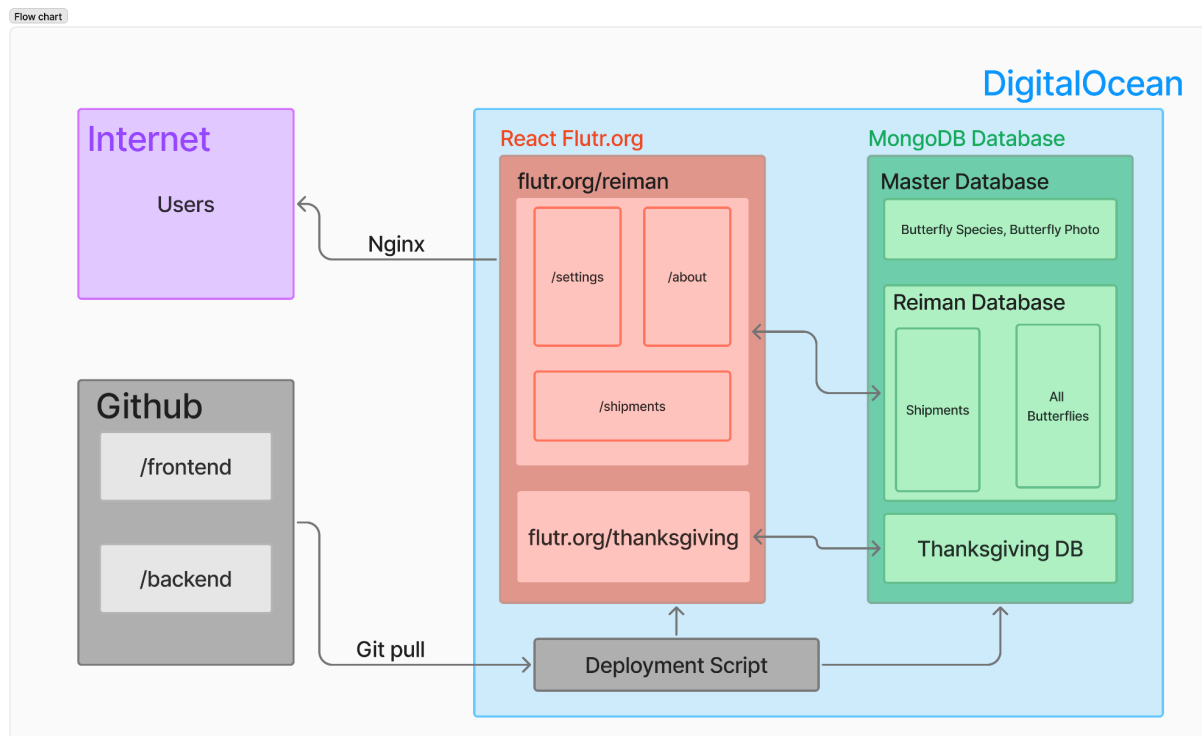 Flow chart
DigitalOcean
Internet
Users
Nginx
React Flutr.org
flutr.org/reiman
/settings
/about
/shipments
flutr.org/thanksgiving
MongoDB Database
Master Database
Butterfly Species, Butterfly Photo
Reiman Database
Shipments
All
Butterflies
Thanksgiving DB
Github
/frontend
/backend
Git pull
Deployment Script